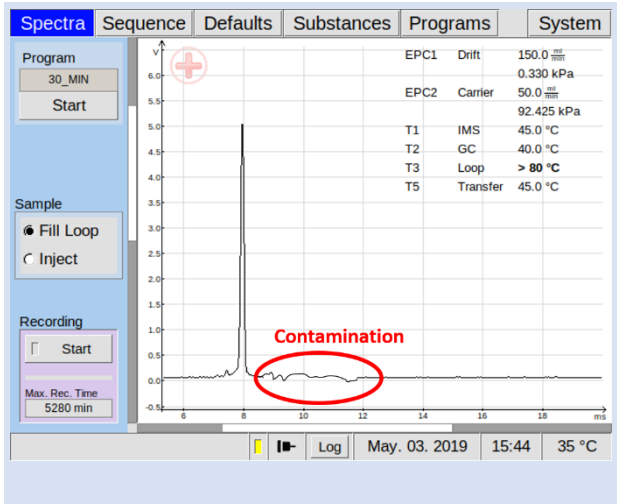 Spectra Sequence Defaults Substances Programs System
Program
30_MIN
Start
Sample
Fill Loop
Inject
Recording
Start
Max. Rec. Time
5280 min
V
6.0
5.5
5.0
4.5
4.0
3.5
3.0
2.5
2.0
1.5
1.0
0.5
0.0
-0.5
6 8 10 12 14 16 18 ms
EPC1 Drift 150.0 ml/min
0.330 kPa
EPC2 Carrier 50.0 ml/min
92.425 kPa
T1 IMS 45.0 °C
T2 GC 40.0 °C
T3 Loop > 80 °C
T5 Transfer 45.0 °C
Contamination
Log May. 03. 2019 15:44 35 °C